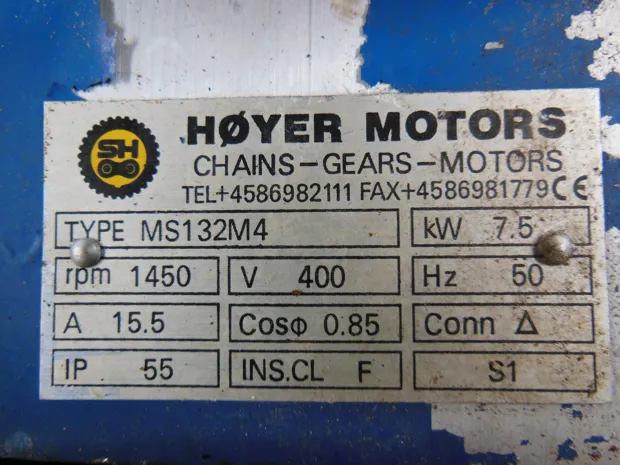 SH
HØYER MOTORS
CHAINS-GEARS-MOTORS
TEL+4586982111 FAX+4586981779 CE
TYPE MS132M4 kW 7.5
rpm 1450 V 400 Hz 50
A 15.5 CosΦ 0.85 Conn Δ
IP 55 INS.CL F S1